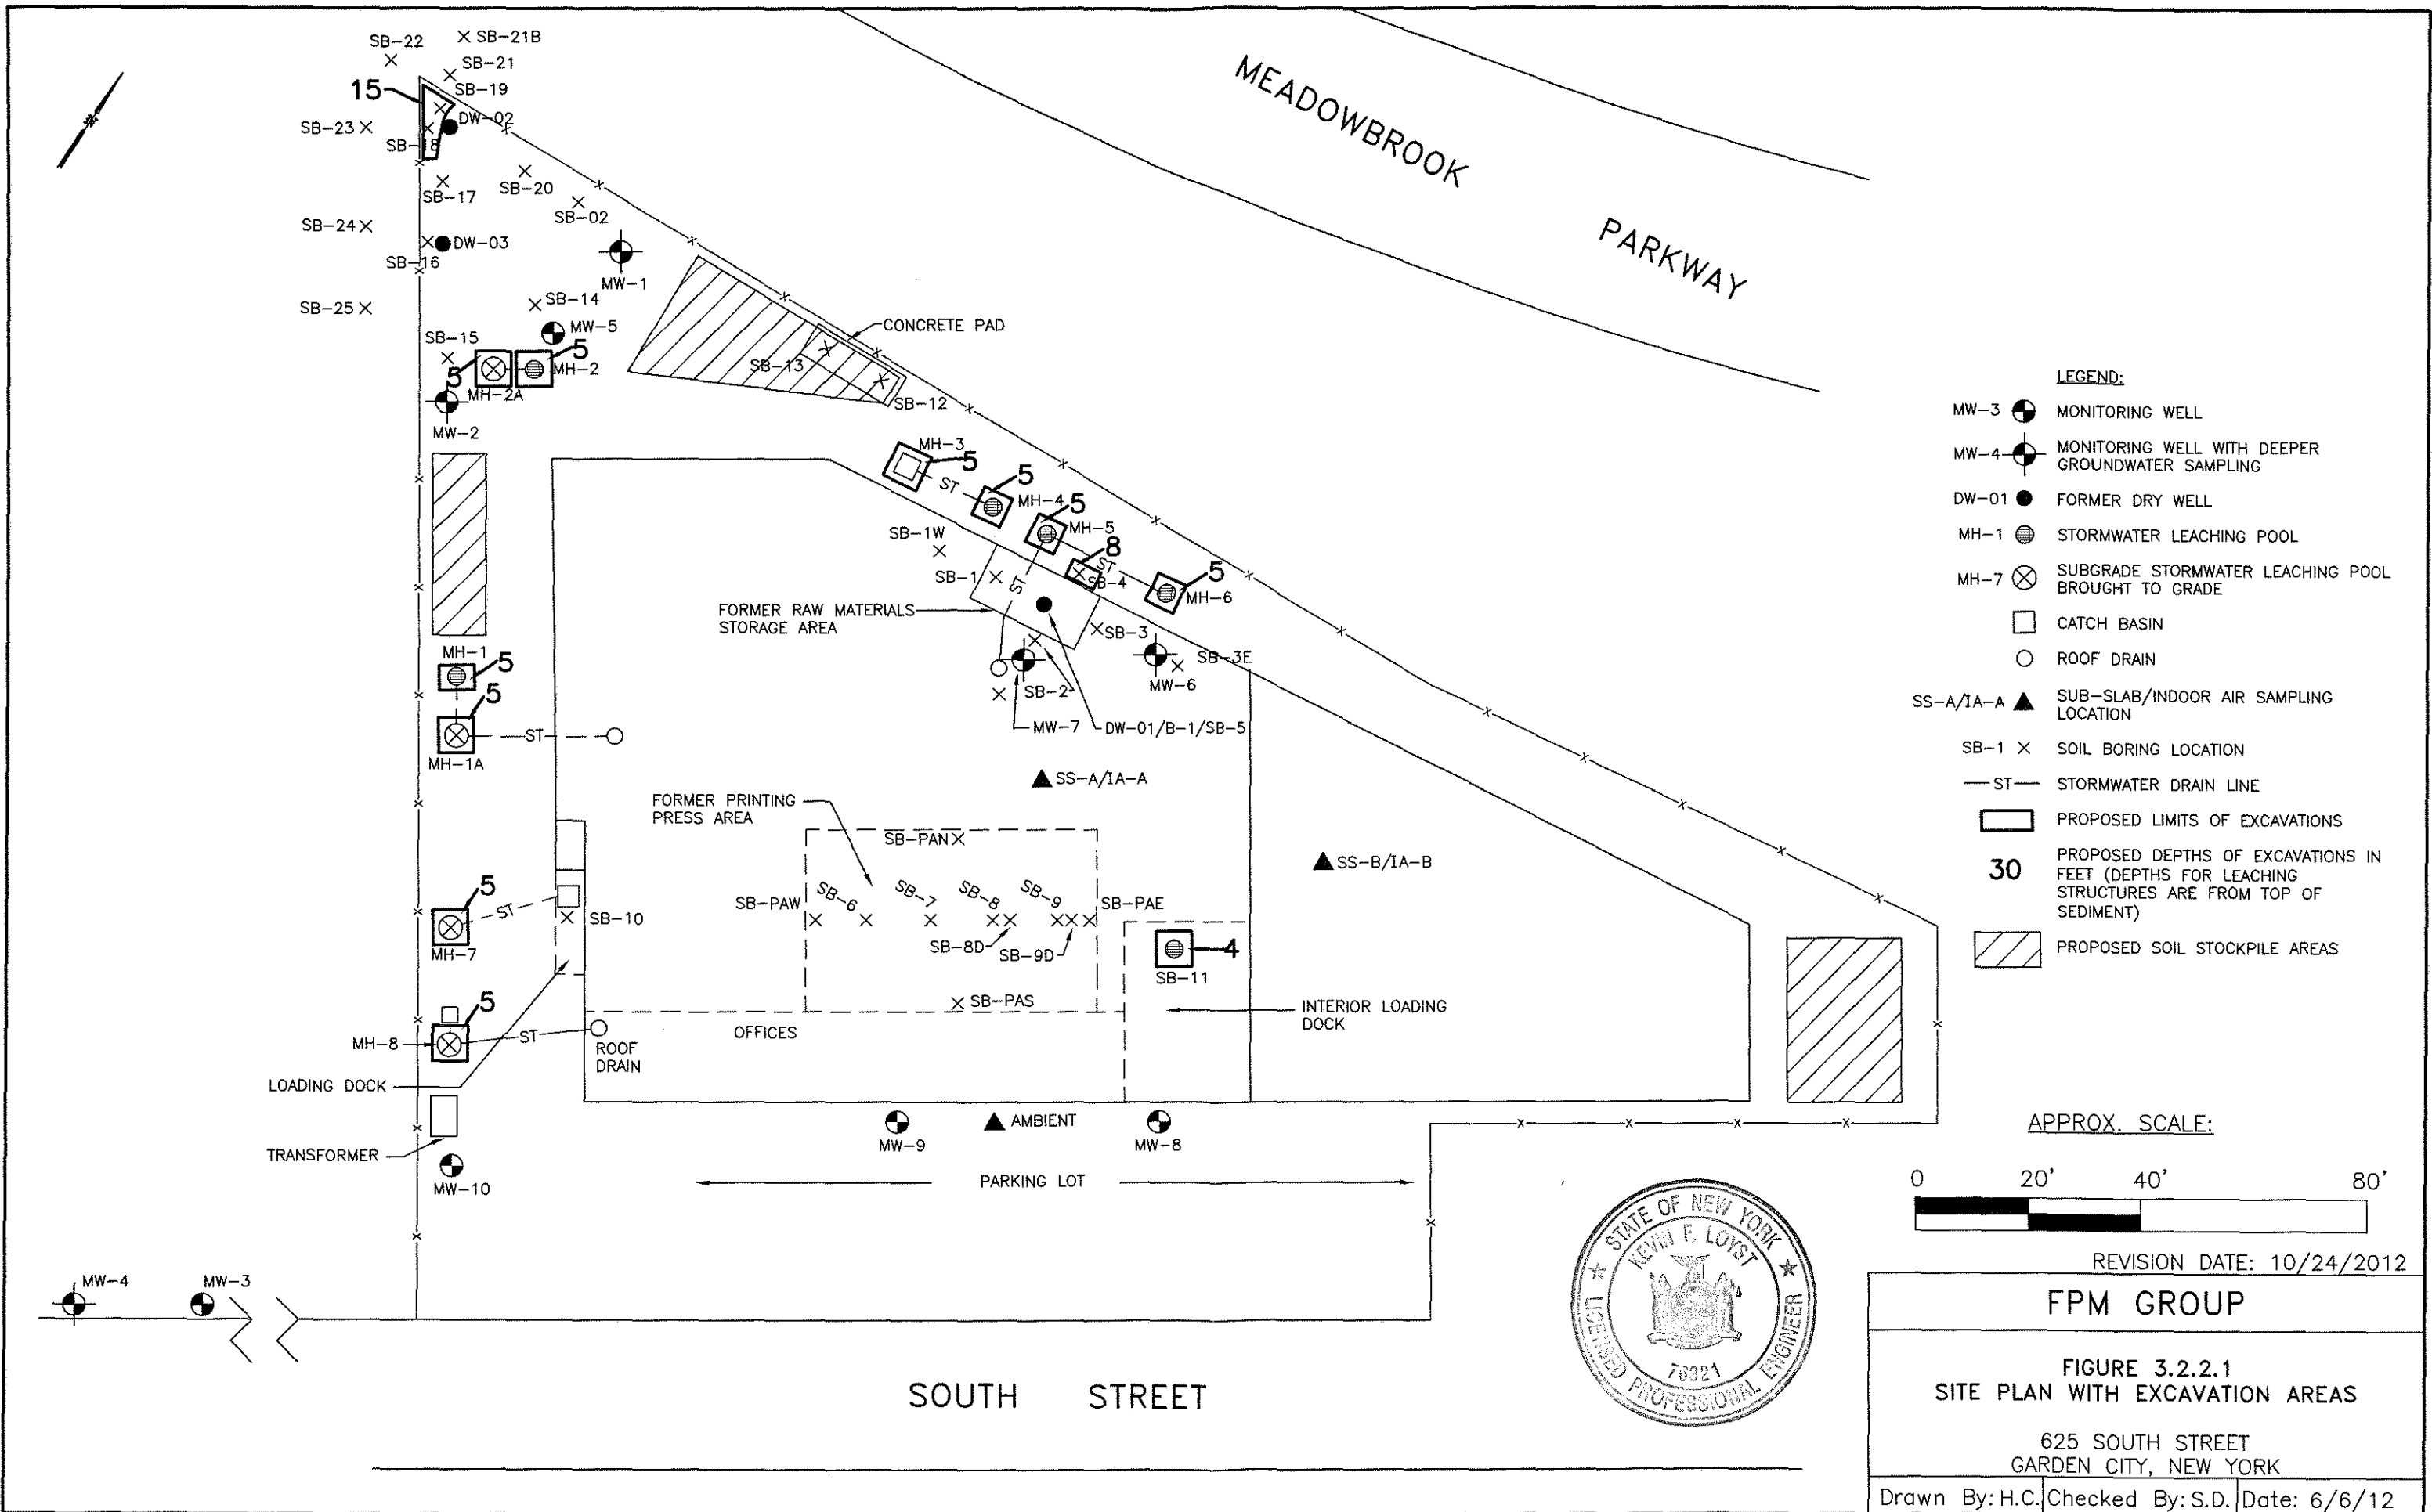 SB-22
SB-21B
SB-21
SB-19
15
DW-02
SB-23
SB-18
SB-20
SB-17
SB-02
SB-24
DW-03
SB-16
MW-1
SB-25
SB-14
MW-5
SB-15
5
5
MH-2
MH-2A
MW-2
MEADOWBROOK
PARKWAY
CONCRETE PAD
SB-13
SB-12
MH-3
5
ST
5
MH-4
5
MH-5
8
ST
SB-4
5
MH-6
SB-1W
SB-1
ST
FORMER RAW MATERIALS
STORAGE AREA
SB-3
SB-3E
SB-2
MW-6
MW-7
DW-01/B-1/SB-5
MH-1
5
5
ST
MH-1A
SS-A/IA-A
FORMER PRINTING
PRESS AREA
SB-PAN
SS-B/IA-B
SB-PAW
SB-6
SB-7
SB-8
SB-9
SB-PAE
SB-8D
SB-9D
5
ST
SB-10
MH-7
4
SB-11
SB-PAS
INTERIOR LOADING
DOCK
OFFICES
5
MH-8
ST
ROOF
DRAIN
LOADING DOCK
TRANSFORMER
MW-10
MW-9
AMBIENT
MW-8
PARKING LOT
MW-4
MW-3
SOUTH STREET
LEGEND:
MW-3 MONITORING WELL
MW-4 MONITORING WELL WITH DEEPER
GROUNDWATER SAMPLING
DW-01 FORMER DRY WELL
MH-1 STORMWATER LEACHING POOL
MH-7 SUBGRADE STORMWATER LEACHING POOL
BROUGHT TO GRADE
CATCH BASIN
ROOF DRAIN
SS-A/IA-A SUB-SLAB/INDOOR AIR SAMPLING
LOCATION
SB-1 SOIL BORING LOCATION
ST STORMWATER DRAIN LINE
PROPOSED LIMITS OF EXCAVATIONS
30 PROPOSED DEPTHS OF EXCAVATIONS IN
FEET (DEPTHS FOR LEACHING
STRUCTURES ARE FROM TOP OF
SEDIMENT)
PROPOSED SOIL STOCKPILE AREAS
APPROX. SCALE:
0 20' 40' 80'
STATE OF NEW YORK
KEVIN F. LOYST
76321
LICENSED PROFESSIONAL ENGINEER
REVISION DATE: 10/24/2012
FPM GROUP
FIGURE 3.2.2.1
SITE PLAN WITH EXCAVATION AREAS
625 SOUTH STREET
GARDEN CITY, NEW YORK
Drawn By: H.C. Checked By: S.D. Date: 6/6/12